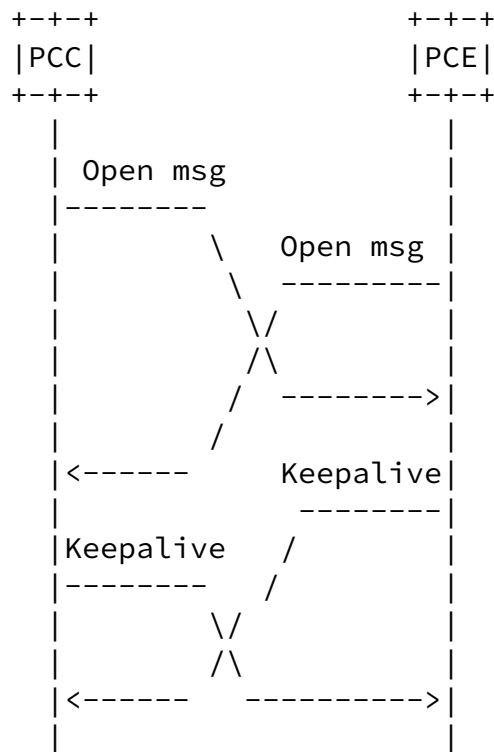 +-+-+                  +-+-+
|PCC|                  |PCE|
+-+-+                  +-+-+
  |                      |
  | Open msg             |
  |--------              |
  |        \   Open msg  |
  |         \  ---------|
  |          \/          |
  |          /\          |
  |         /  -------->|
  |        /             |
  |<------     Keepalive|
  |             --------|
  |Keepalive   /         |
  |--------   /          |
  |        \/            |
  |        /\            |
  |<------   ---------->|
  |                      |